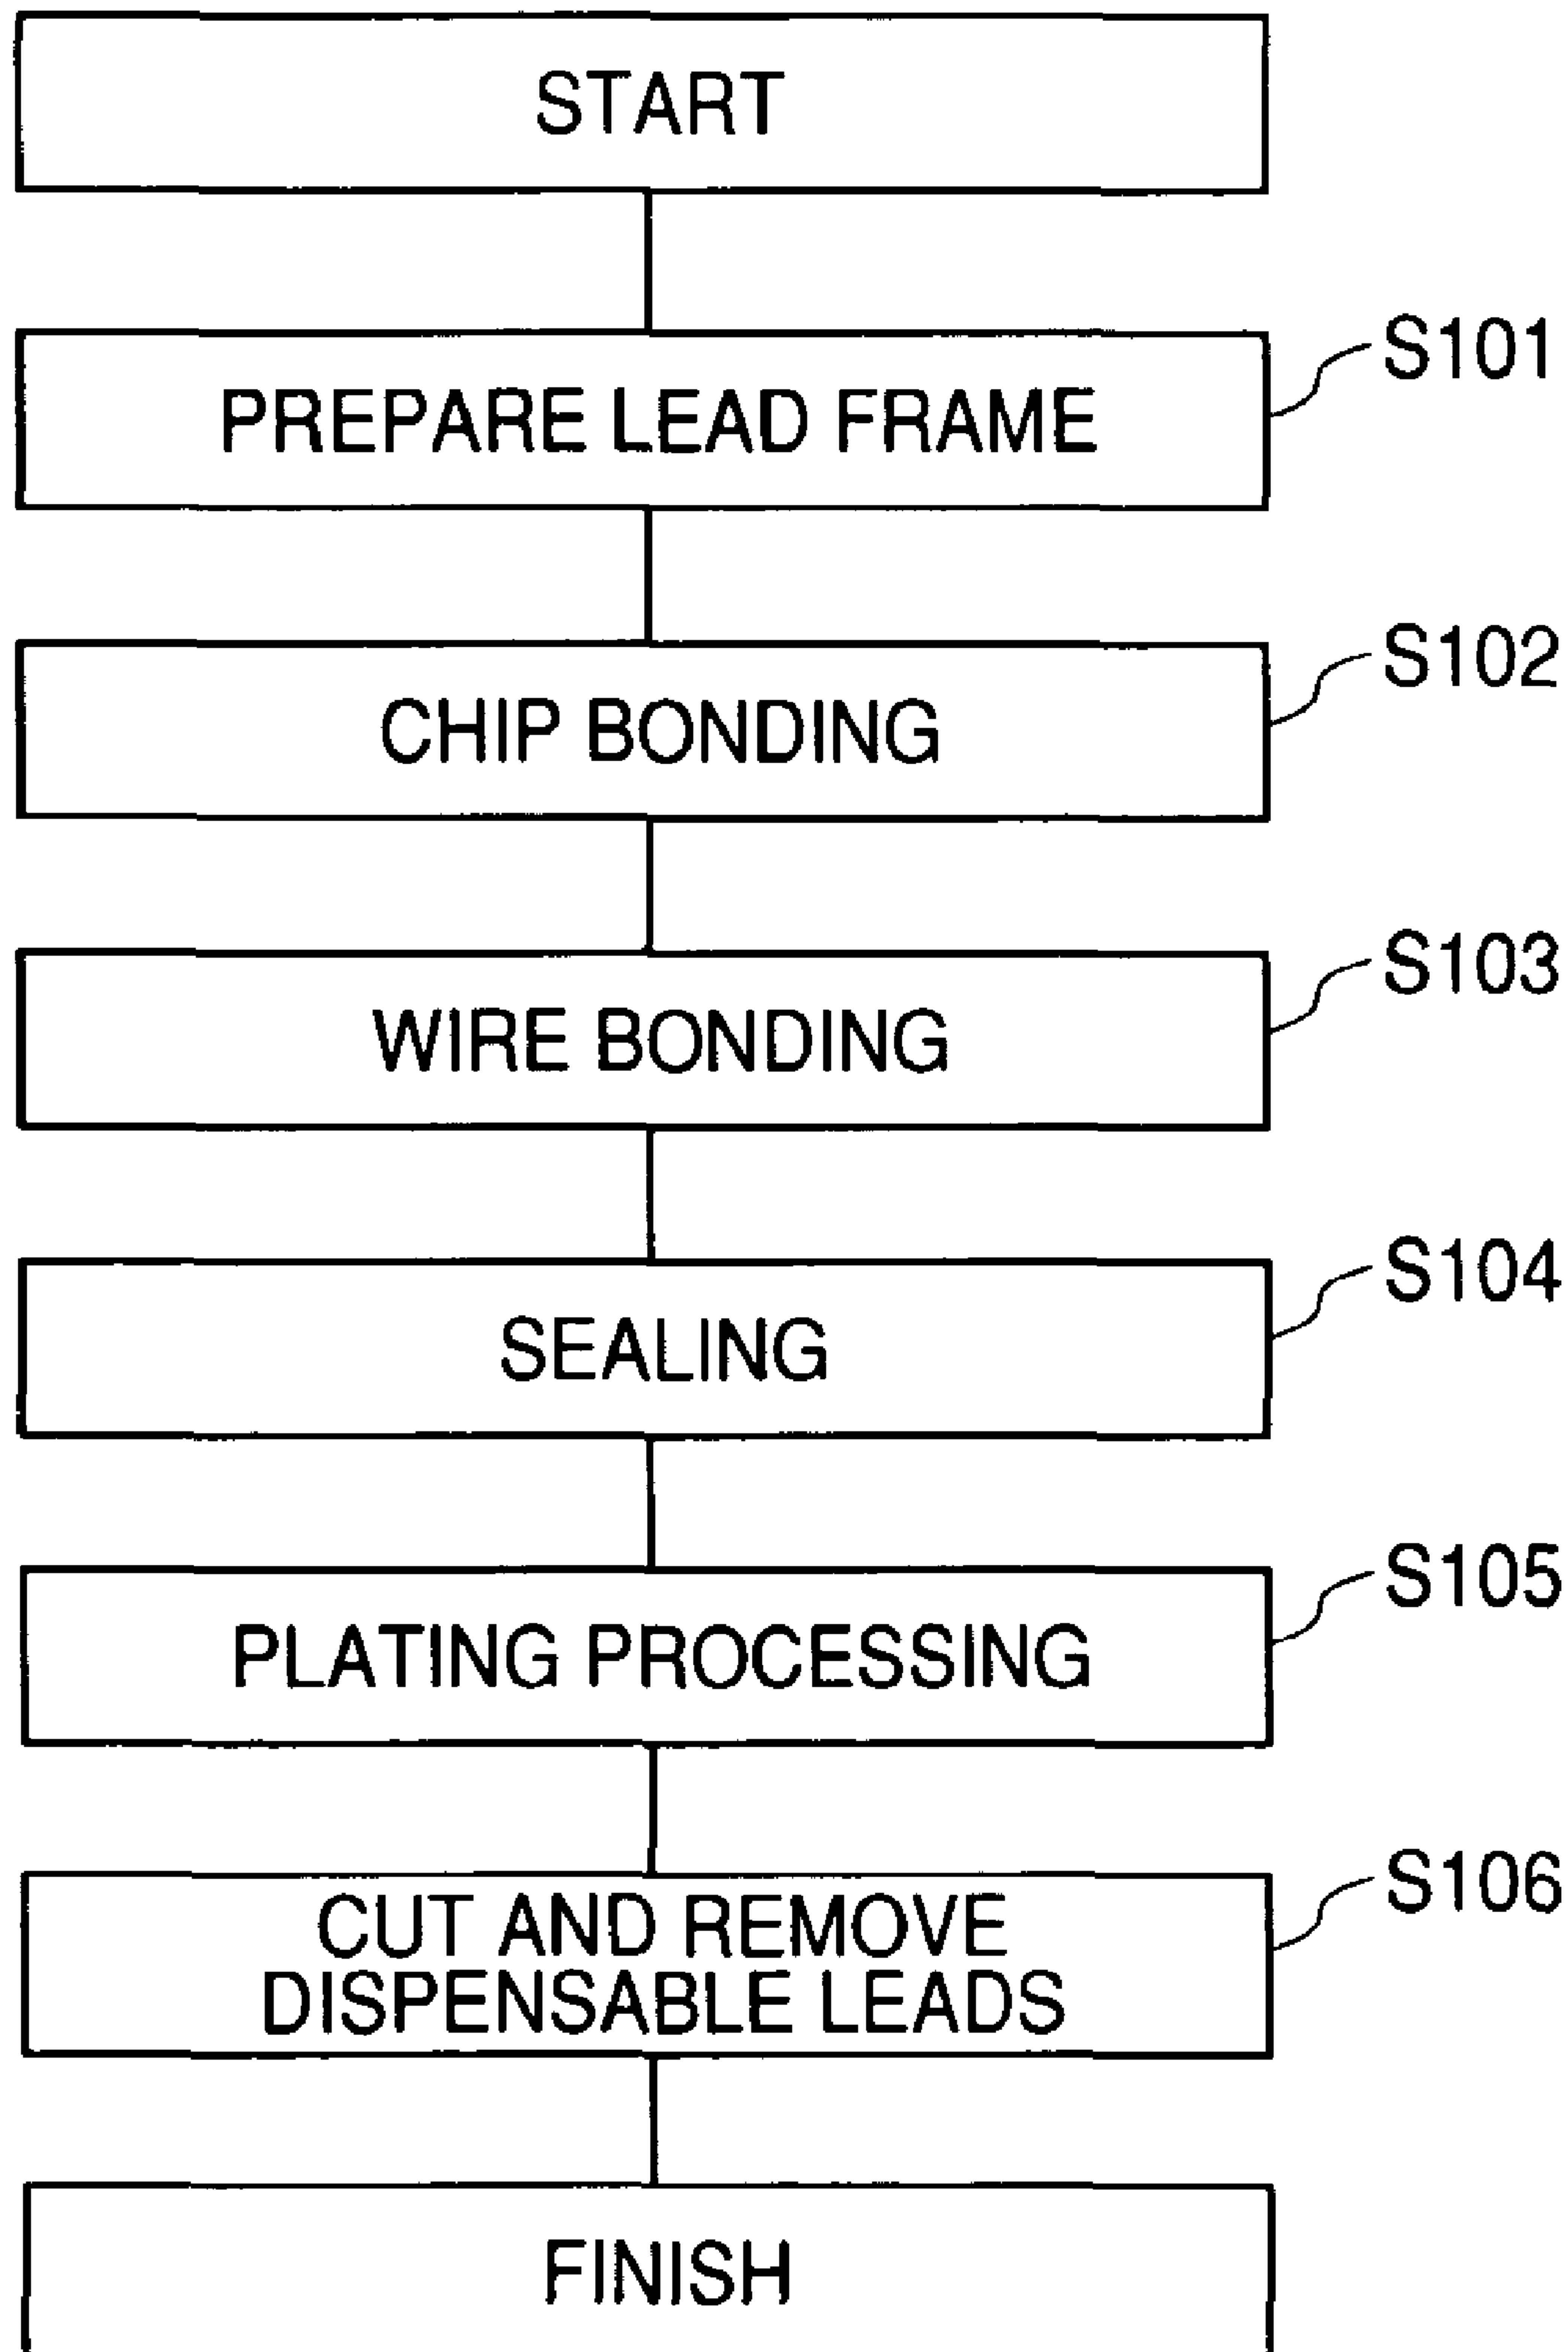 START
PREPARE LEAD FRAME
S101
CHIP BONDING
S102
WIRE BONDING
S103
SEALING
S104
PLATING PROCESSING
S105
CUT AND REMOVE
DISPENSABLE LEADS
S106
FINISH